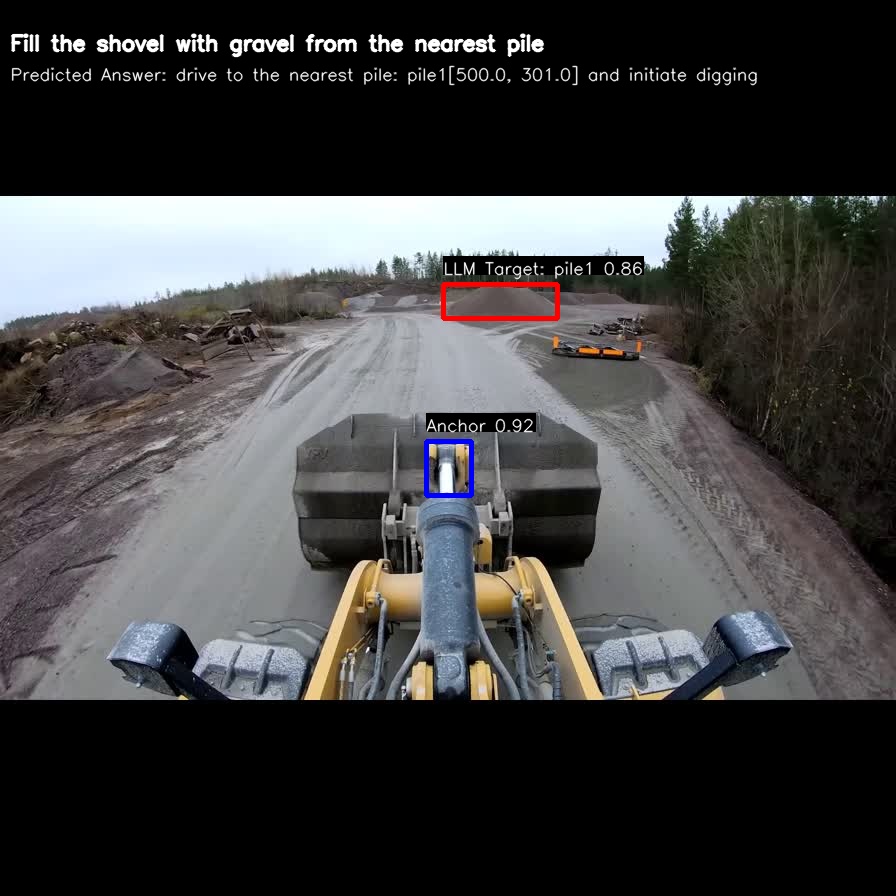 Fill the shovel with gravel from the nearest pile
Predicted Answer: drive to the nearest pile: pile1[500.0, 301.0] and initiate digging
LLM Target: pile1 0.86
Anchor 0.92